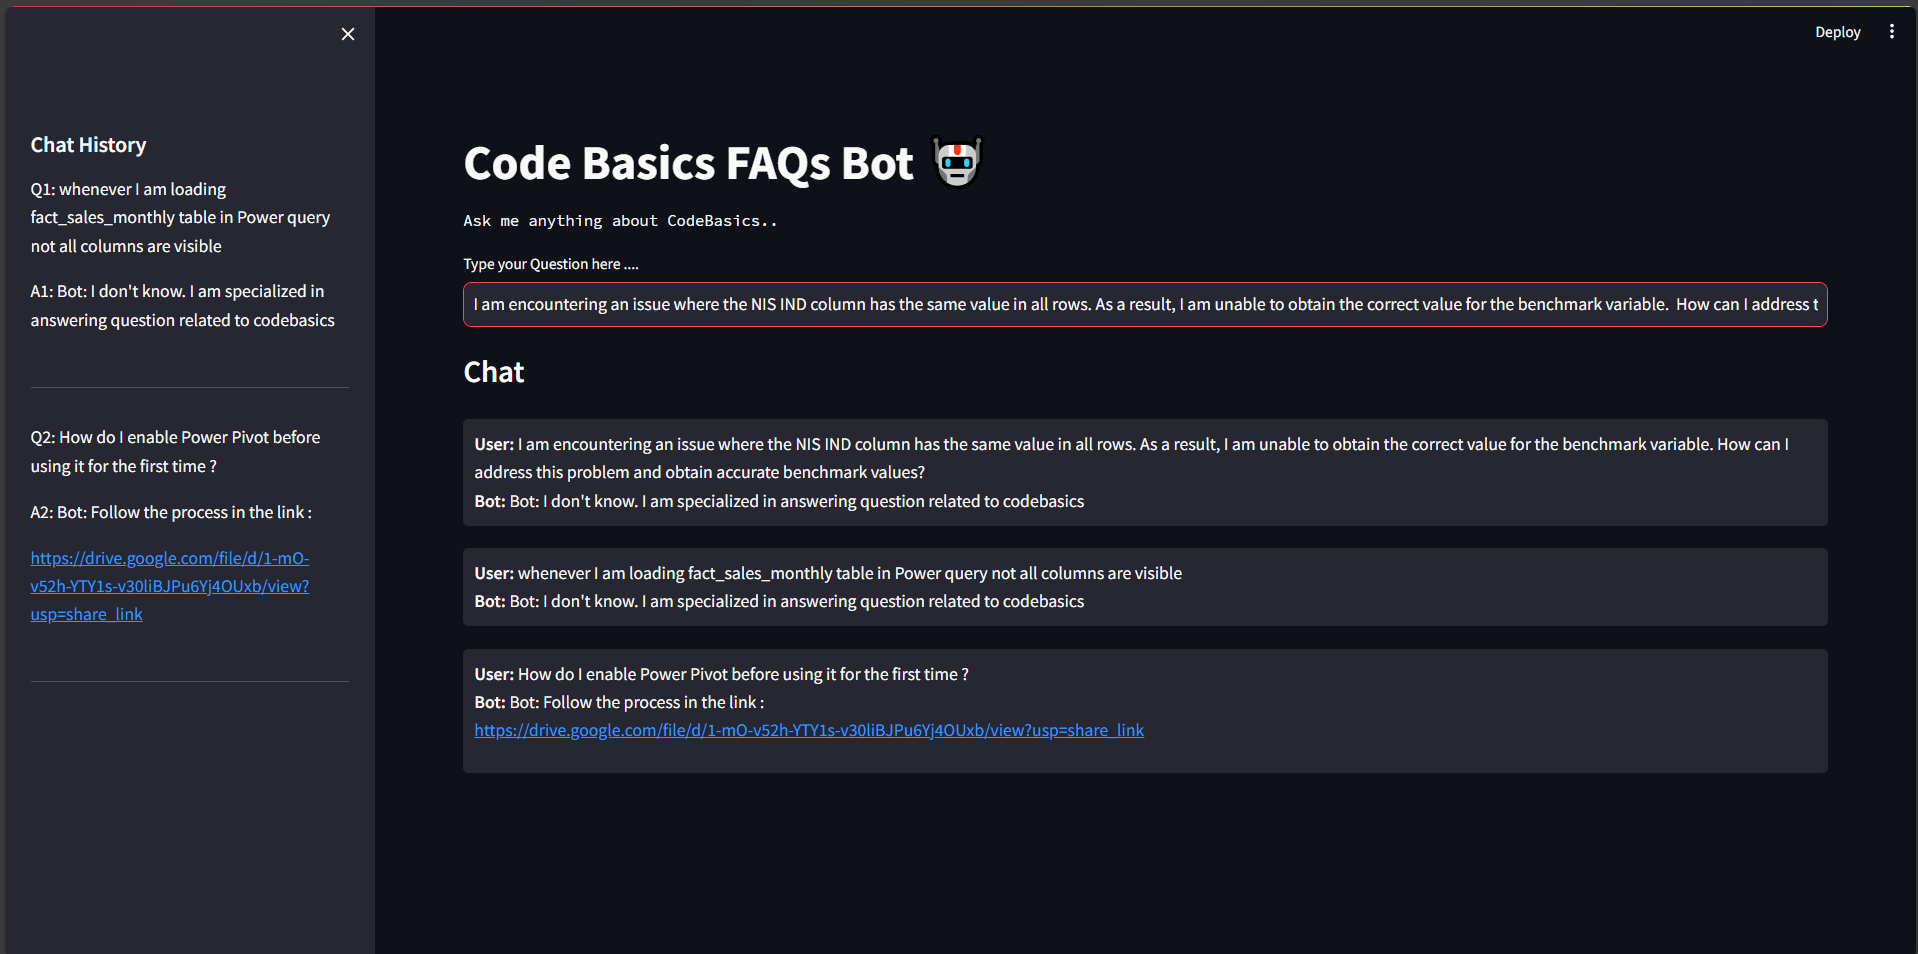 Deploy
Chat History
Q1: whenever I am loading
fact_sales_monthly table in Power query
not all columns are visible
A1: Bot: I don't know. I am specialized in
answering question related to codebasics
Q2: How do I enable Power Pivot before
using it for the first time ?
A2: Bot: Follow the process in the link :
https://drive.google.com/file/d/1-mO-
v52h-YTY1s-v30liBJPu6Yj4OUxb/view?
usp=share_link
Code Basics FAQs Bot
Ask me anything about CodeBasics..
Type your Question here ....
I am encountering an issue where the NIS IND column has the same value in all rows. As a result, I am unable to obtain the correct value for the benchmark variable.  How can I address t
Chat
User: I am encountering an issue where the NIS IND column has the same value in all rows. As a result, I am unable to obtain the correct value for the benchmark variable. How can I
address this problem and obtain accurate benchmark values?
Bot: Bot: I don't know. I am specialized in answering question related to codebasics
User: whenever I am loading fact_sales_monthly table in Power query not all columns are visible
Bot: Bot: I don't know. I am specialized in answering question related to codebasics
User: How do I enable Power Pivot before using it for the first time ?
Bot: Bot: Follow the process in the link :
https://drive.google.com/file/d/1-mO-v52h-YTY1s-v30liBJPu6Yj4OUxb/view?usp=share_link